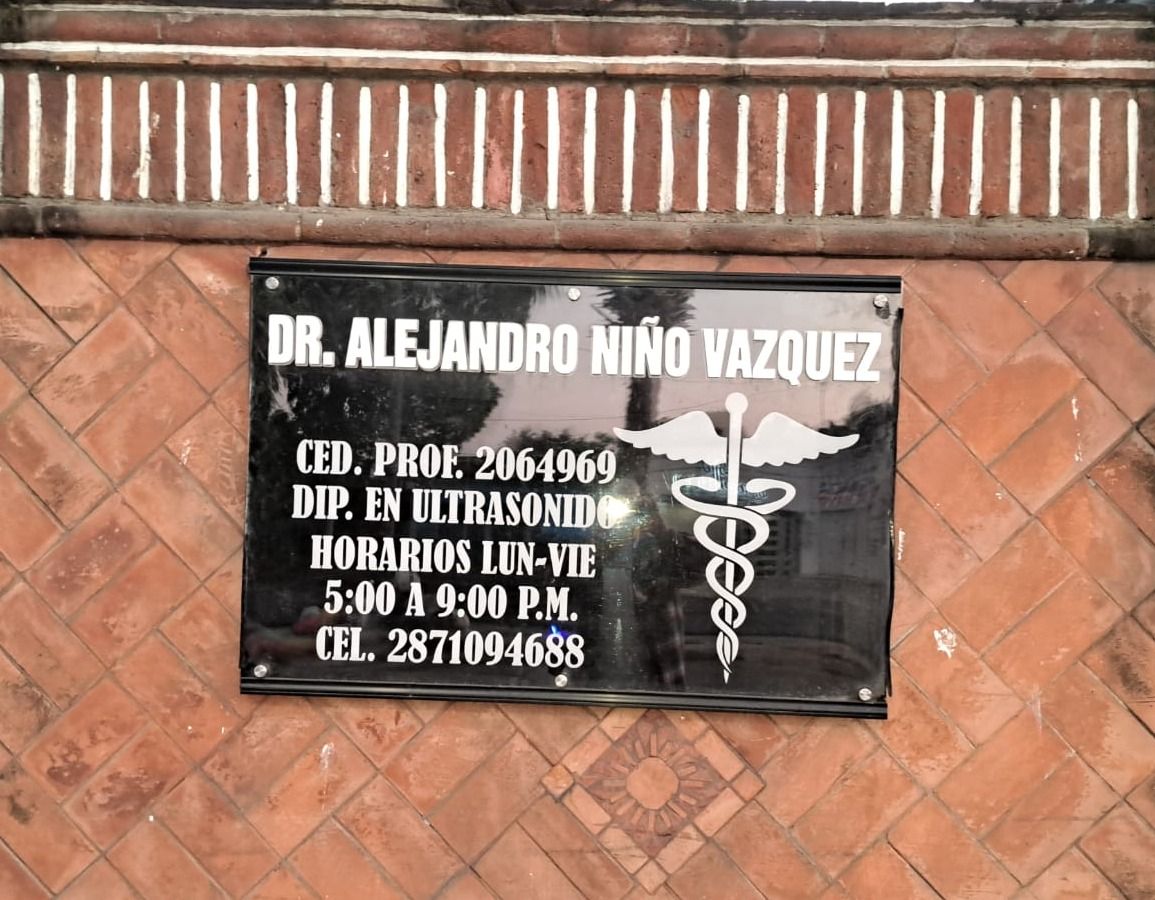 DR. ALEJANDRO NIÑO VAZQUEZ
CED. PROF. 2064969
DIP. EN ULTRASONIDO
HORARIOS LUN-VIE
5:00 A 9:00 P.M.
CEL. 2871094688